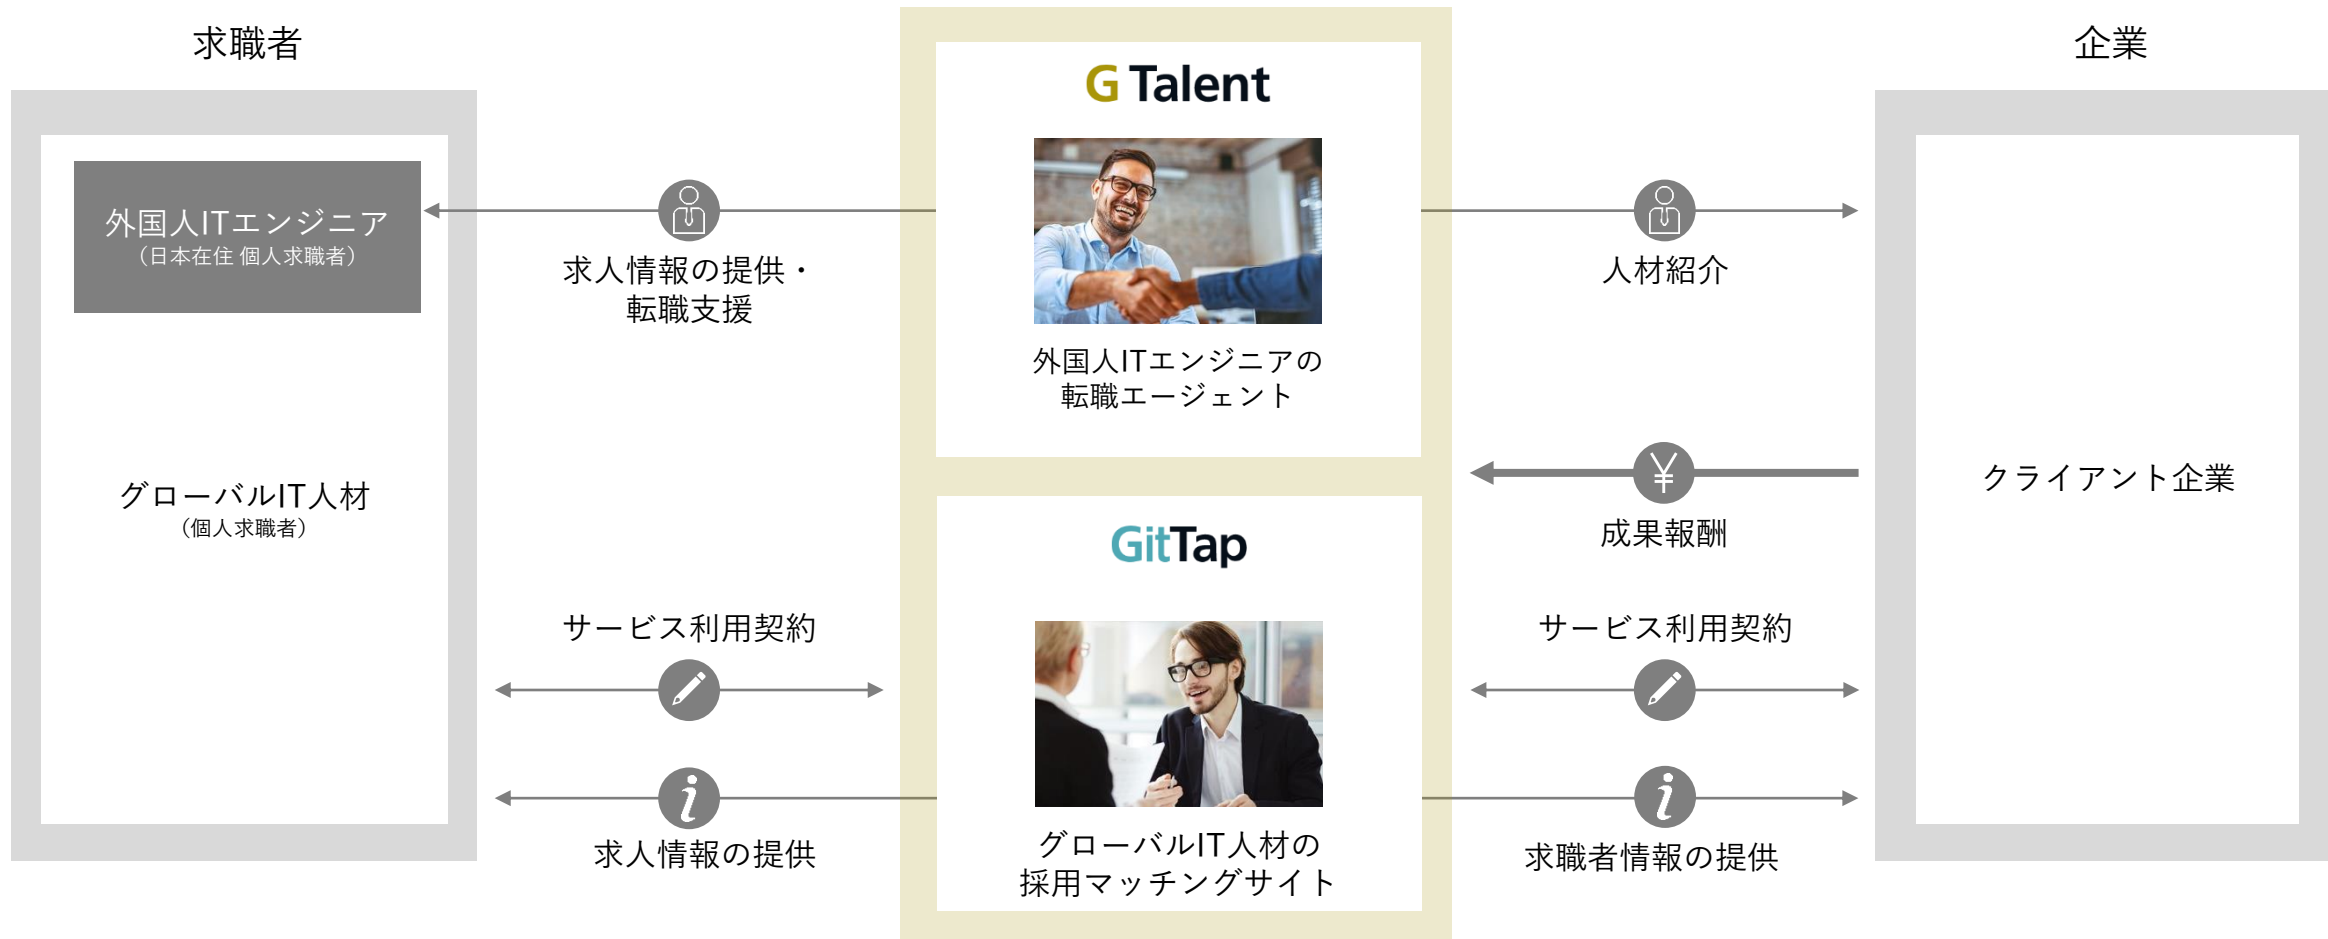 求職者
外国人ITエンジニア
（日本在住 個人求職者）
グローバルIT人材
（個人求職者）
求人情報の提供・
転職支援
サービス利用契約
求人情報の提供
G Talent
外国人ITエンジニアの
転職エージェント
GitTap
グローバルIT人材の
採用マッチングサイト
人材紹介
¥
成果報酬
サービス利用契約
i
i
求職者情報の提供
企業
クライアント企業